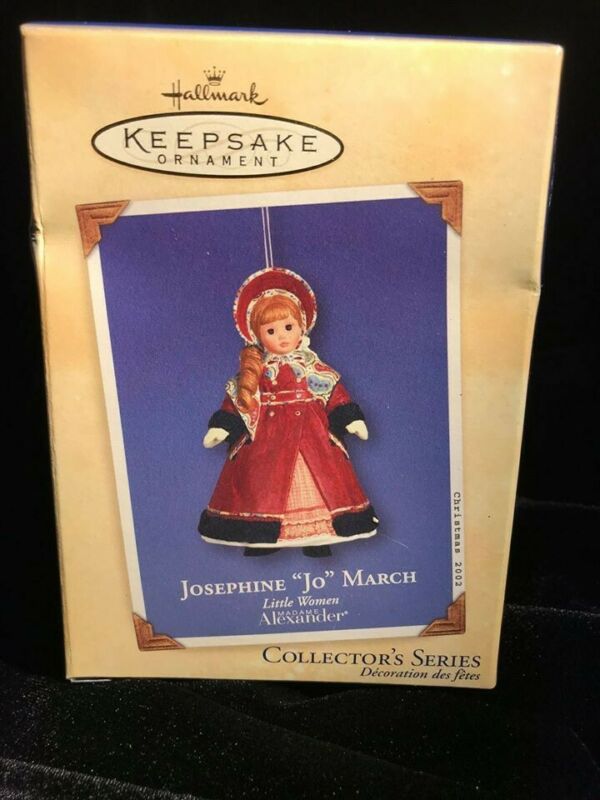 Hallmark
KEEPSAKE
ORNAMENT
Christmas 2002
JOSEPHINE "JO" MARCH
Little Women
MADAME
Alexander®
COLLECTOR'S SERIES
Décoration des fêtes